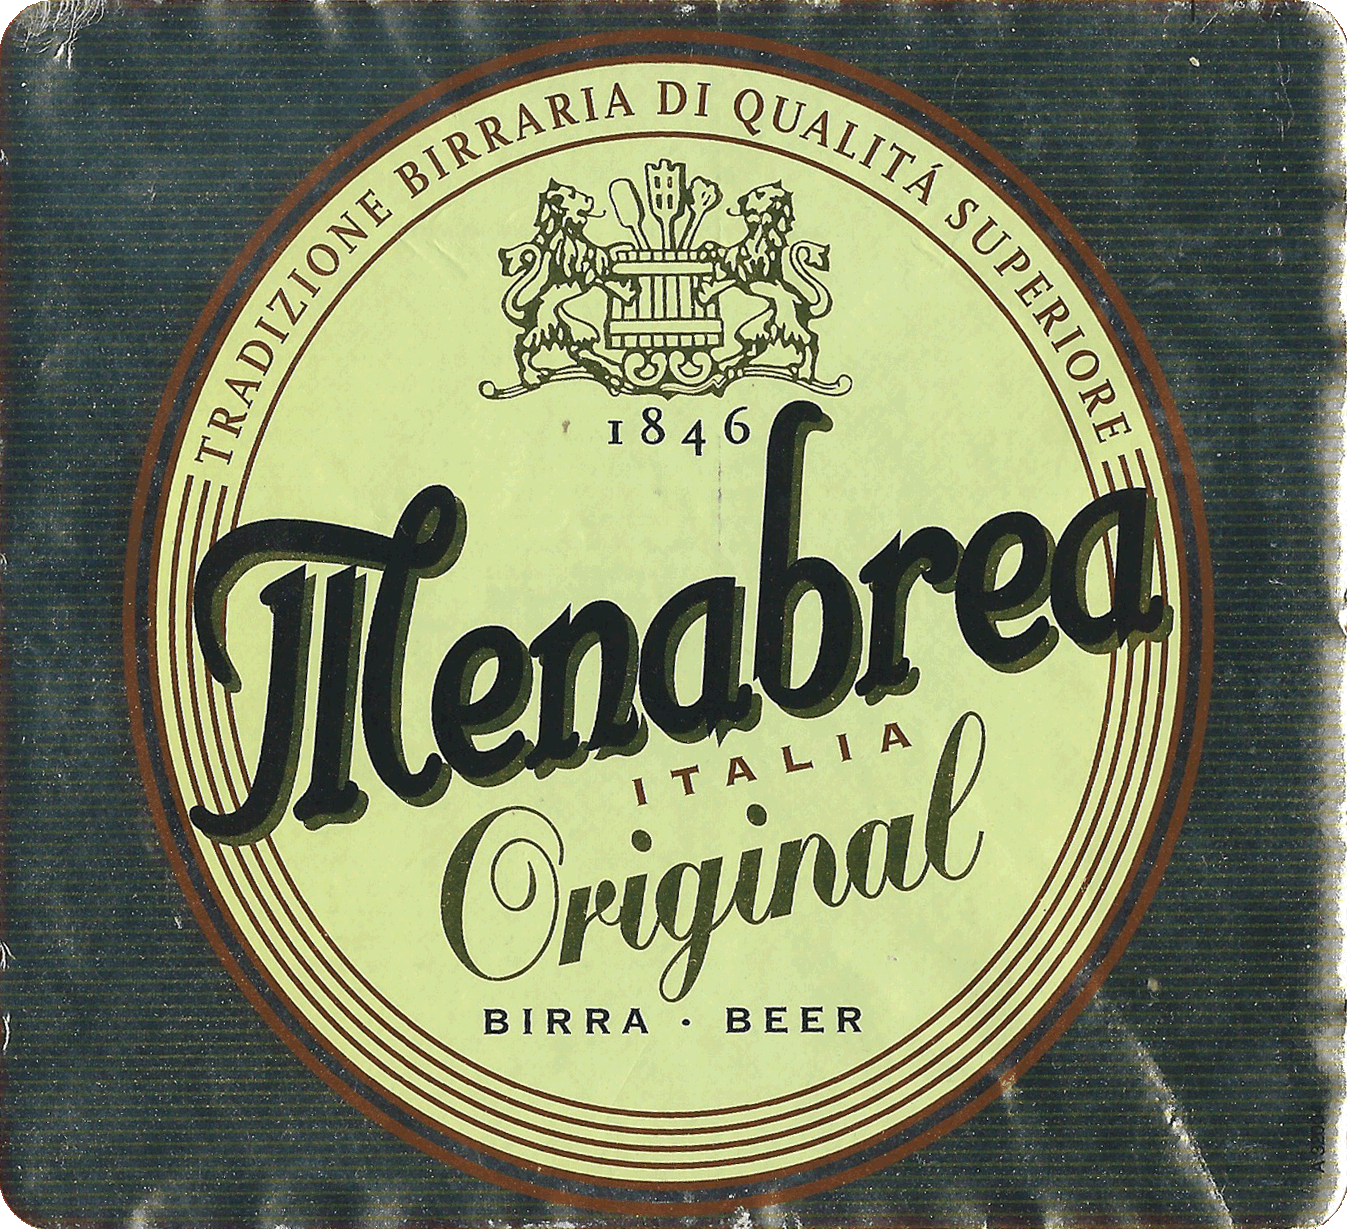 TRADIZIONE BIRRARIA DI QUALITÁ SUPERIORE
1846
Menabrea
ITALIA
Original
BIRRA · BEER